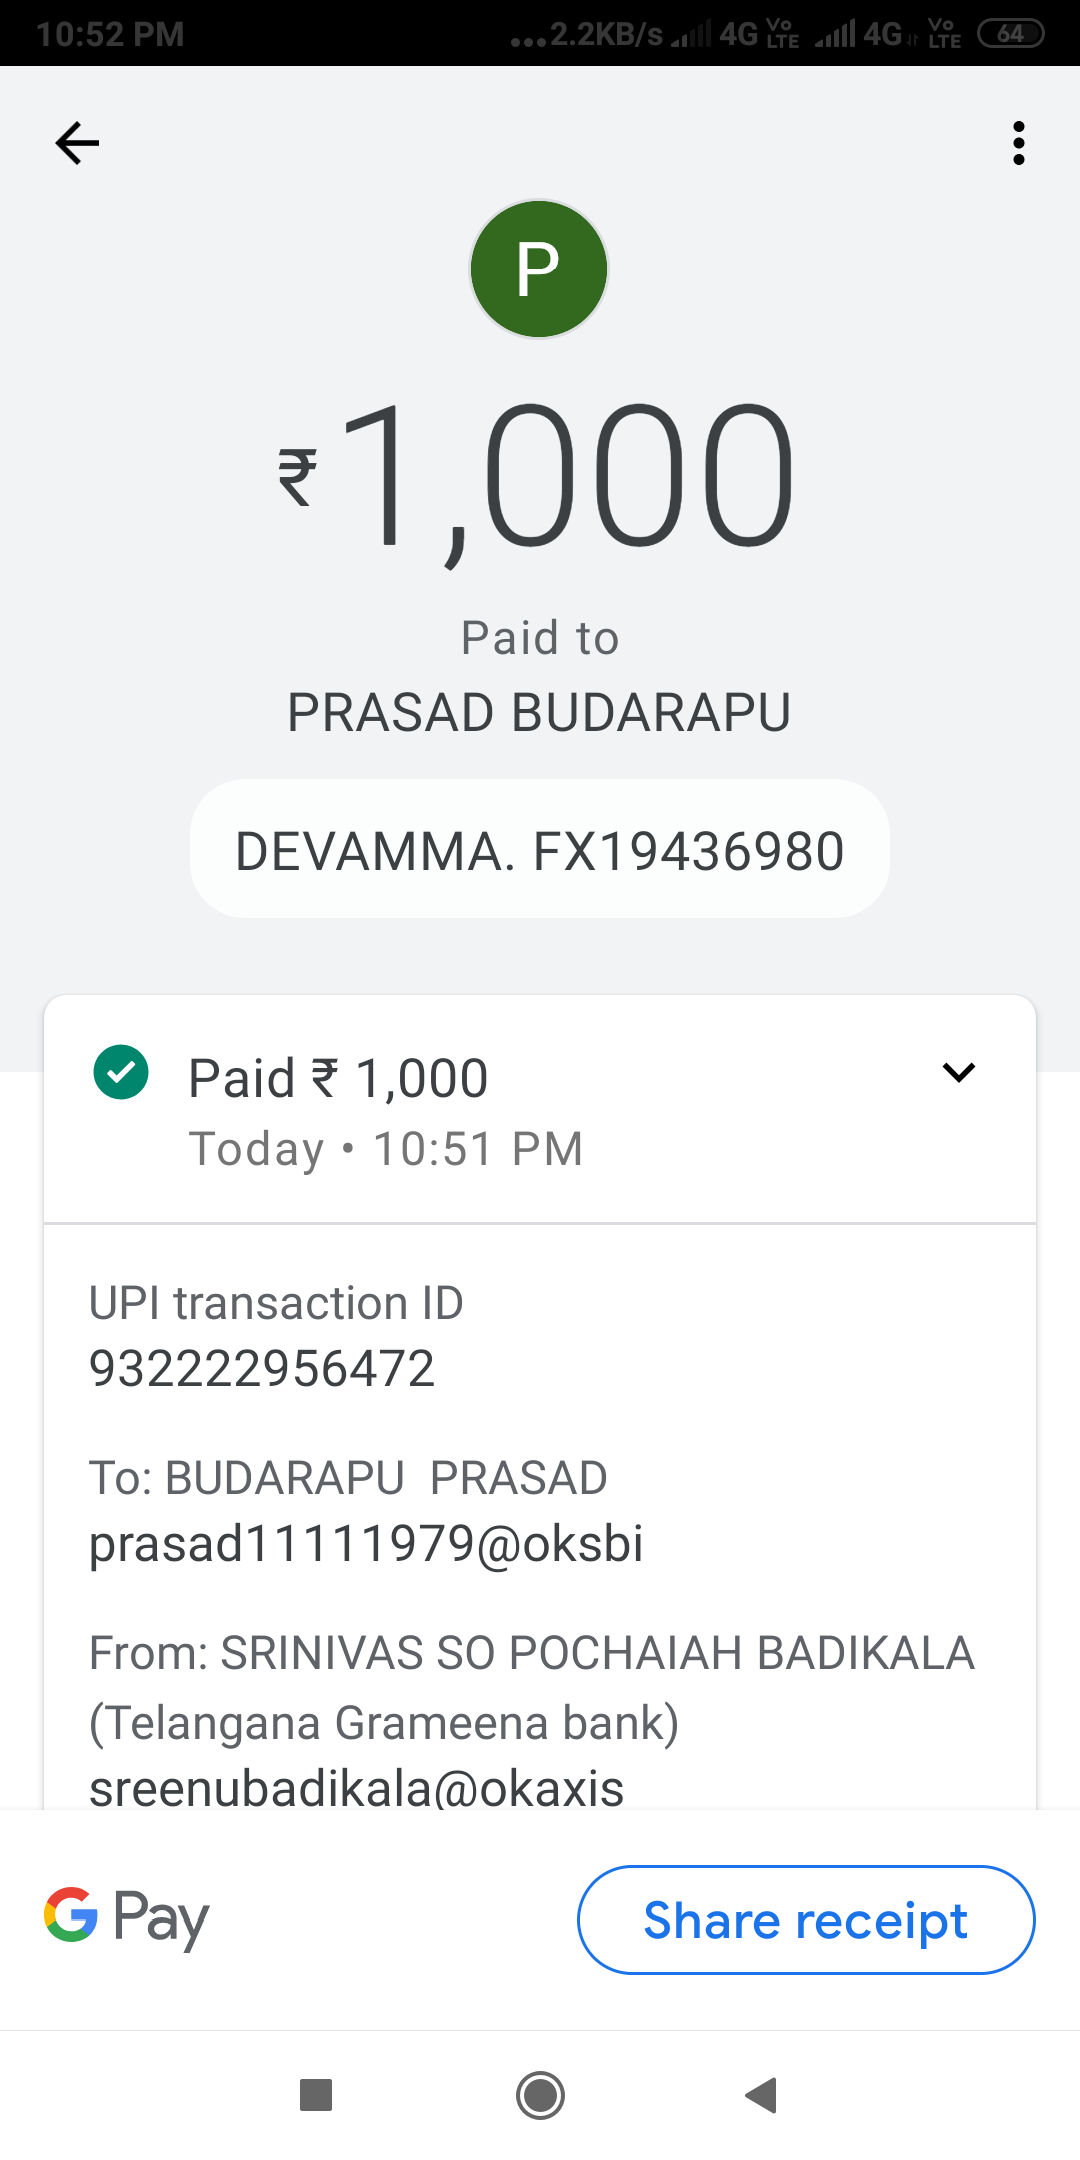 10:52 PM
...2.2KB/s 4G Vo LTE 4G Vo LTE 64
P
₹1,000
Paid to
PRASAD BUDARAPU
DEVAMMA. FX19436980
Paid ₹ 1,000
Today • 10:51 PM
UPI transaction ID
932222956472
To: BUDARAPU  PRASAD
prasad11111979@oksbi
From: SRINIVAS SO POCHAIAH BADIKALA
(Telangana Grameena bank)
sreenubadikala@okaxis
G Pay
Share receipt